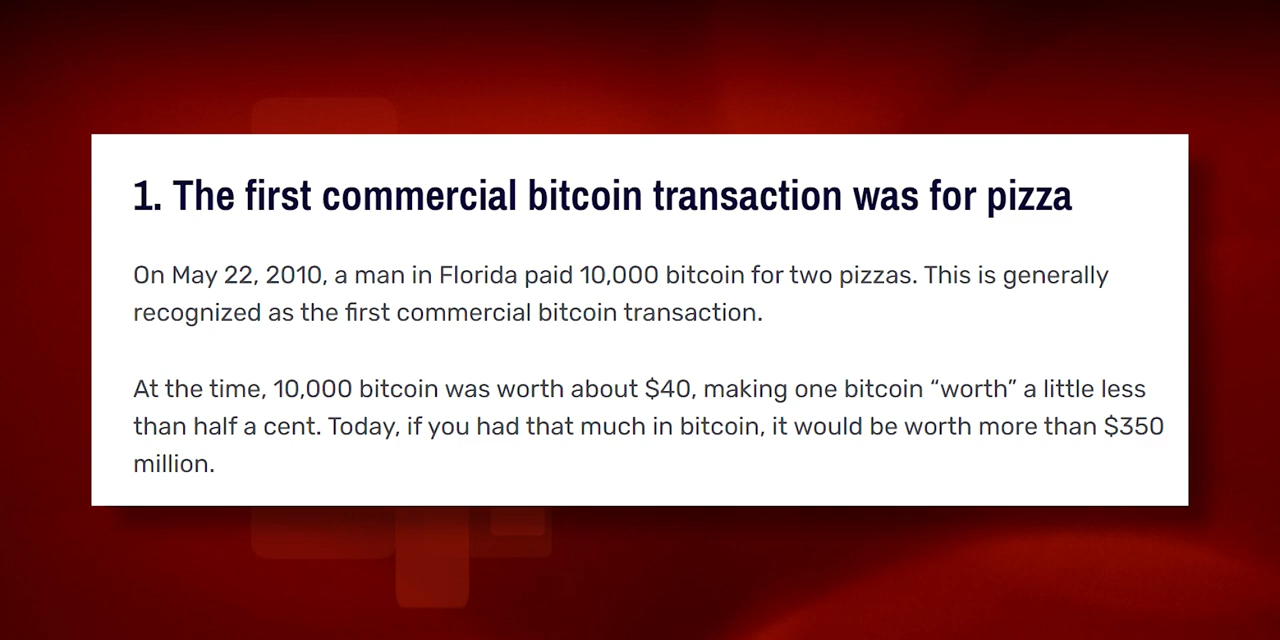 1. The first commercial bitcoin transaction was for pizza
On May 22, 2010, a man in Florida paid 10,000 bitcoin for two pizzas. This is generally
recognized as the first commercial bitcoin transaction.
At the time, 10,000 bitcoin was worth about $40, making one bitcoin “worth” a little less
than half a cent. Today, if you had that much in bitcoin, it would be worth more than $350
million.